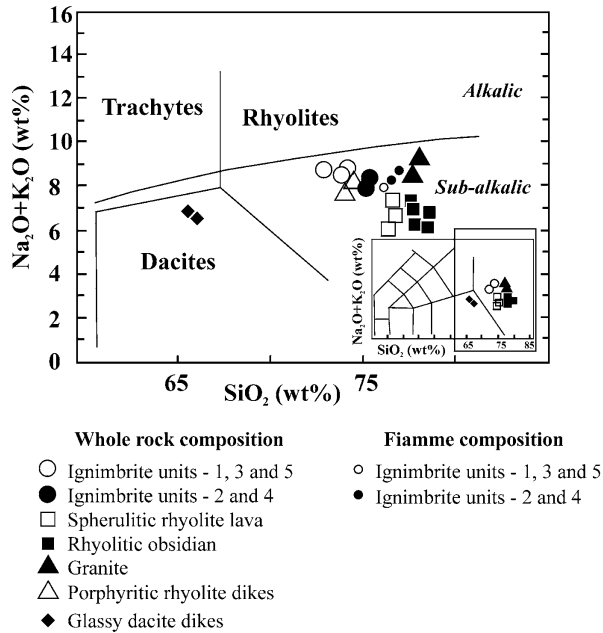 16
14
12
10
8
6
4
2
0
Na₂O+K₂O (wt%)
Trachytes
Rhyolites
Alkalic
Sub-alkalic
Dacites
65
75
SiO₂ (wt%)
Na₂O+K₂O (wt%)
SiO₂ (wt%)
65
75
85
Whole rock composition
Ignimbrite units - 1, 3 and 5
Ignimbrite units - 2 and 4
Spherulitic rhyolite lava
Rhyolitic obsidian
Granite
Porphyritic rhyolite dikes
Glassy dacite dikes
Fiamme composition
Ignimbrite units - 1, 3 and 5
Ignimbrite units - 2 and 4